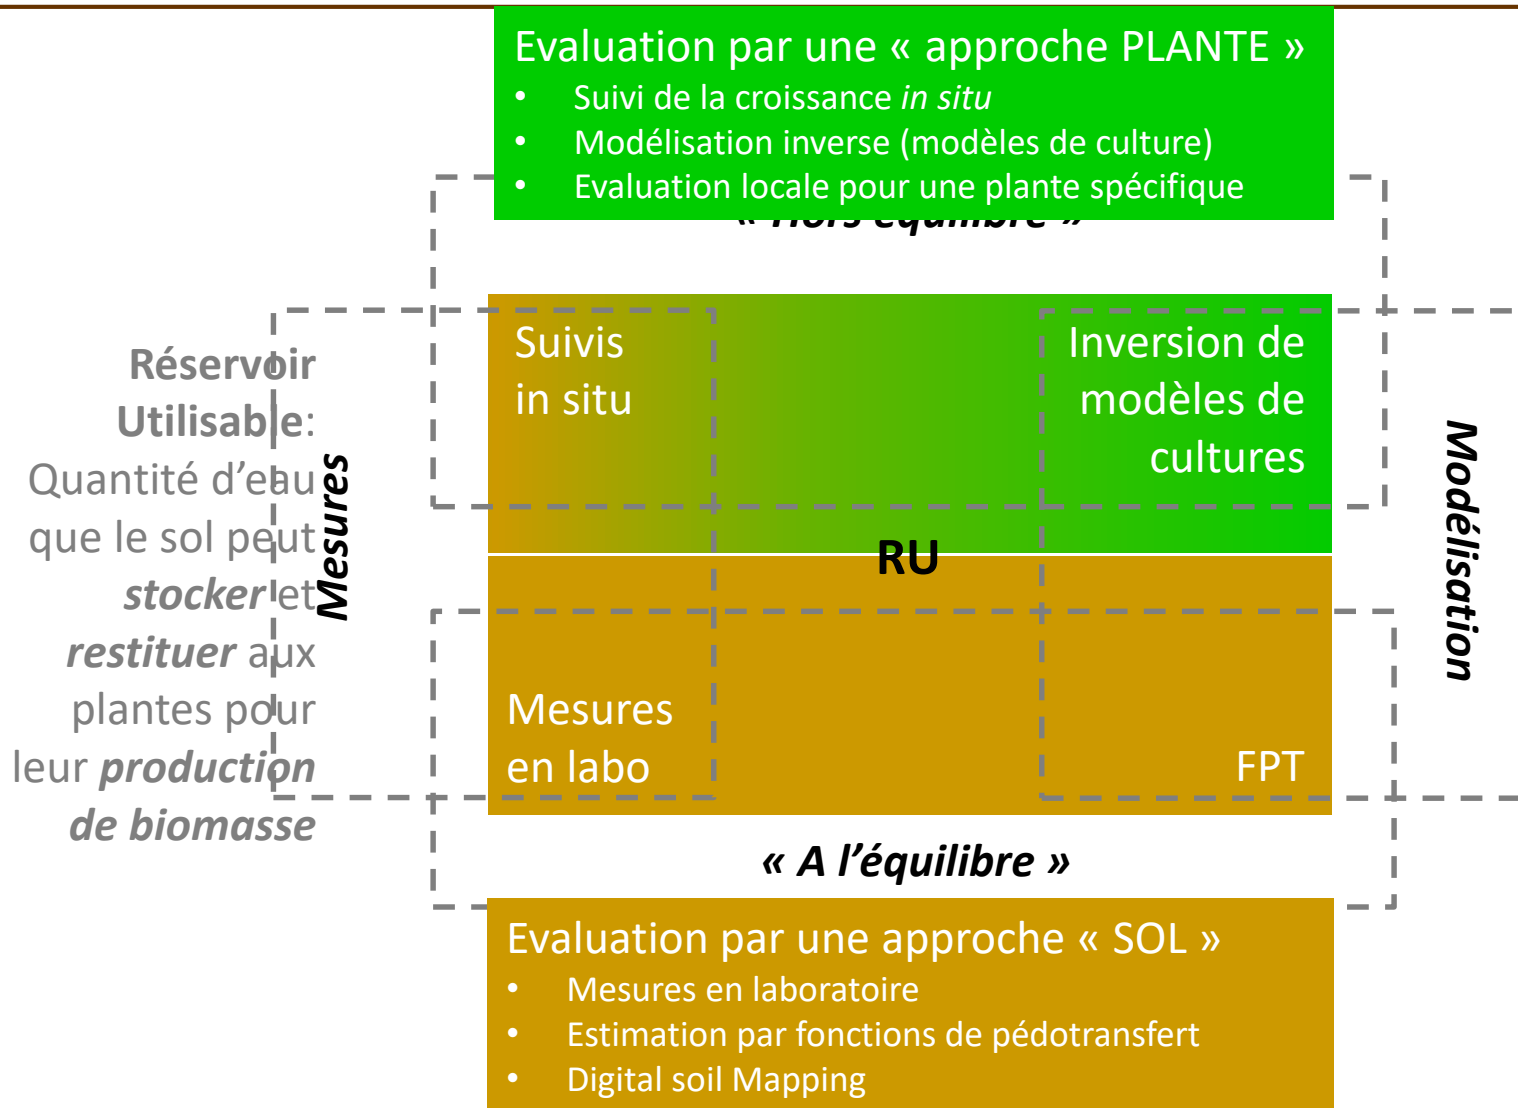 Evaluation par une « approche PLANTE »
• Suivi de la croissance in situ
• Modélisation inverse (modèles de culture)
• Evaluation locale pour une plante spécifique
« Hors équilibre »
Réservoir
Utilisable:
Quantité d’eau
que le sol peut
stocker et
restituer aux
plantes pour
leur production
de biomasse
Mesures
Suivis
in situ
Inversion de
modèles de
cultures
RU
Mesures
en labo
FPT
Modélisation
« A l’équilibre »
Evaluation par une approche « SOL »
• Mesures en laboratoire
• Estimation par fonctions de pédotransfert
• Digital soil Mapping